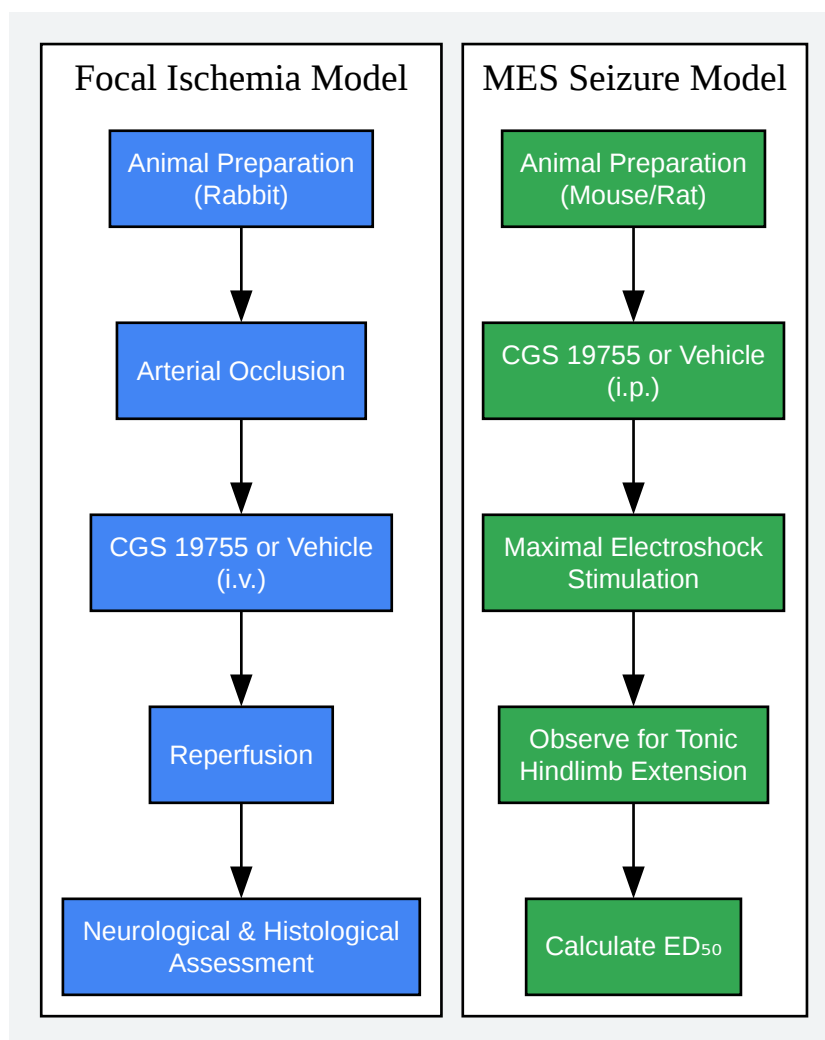 Focal Ischemia Model
Animal Preparation
(Rabbit)
Arterial Occlusion
CGS 19755 or Vehicle
(i.v.)
Reperfusion
Neurological & Histological
Assessment
MES Seizure Model
Animal Preparation
(Mouse/Rat)
CGS 19755 or Vehicle
(i.p.)
Maximal Electroshock
Stimulation
Observe for Tonic
Hindlimb Extension
Calculate ED₅₀